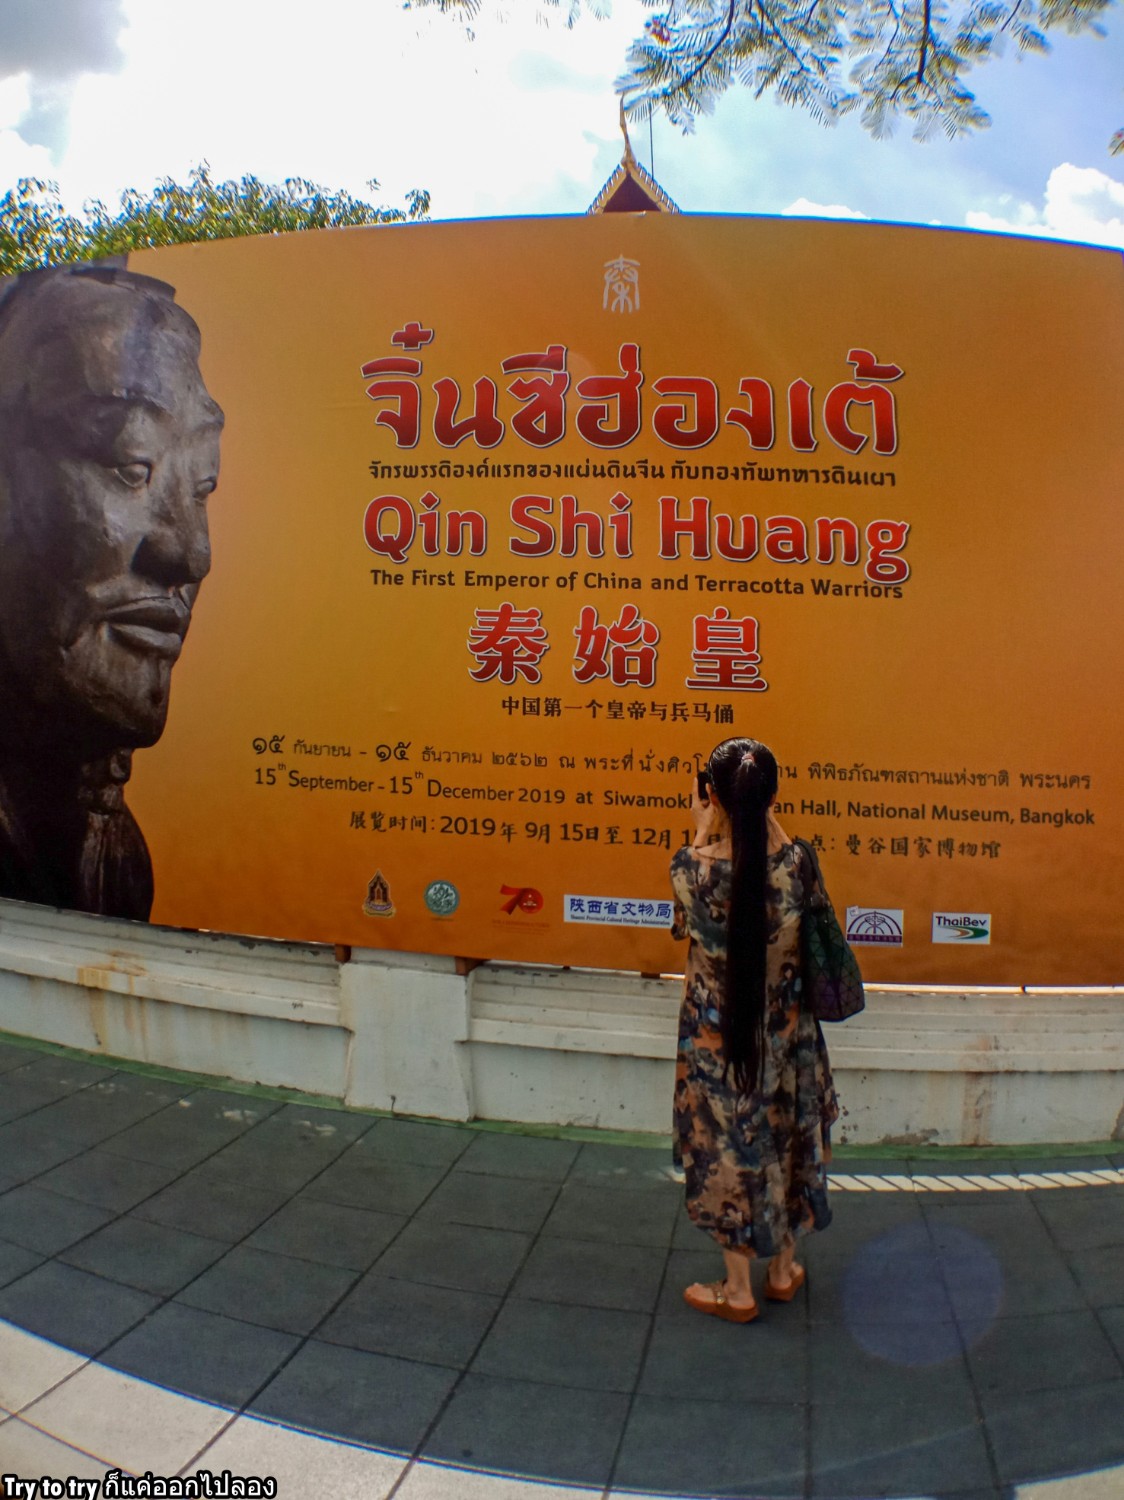 秦
จิ๋นซีฮ่องเต้
จักรพรรดิองค์แรกของแผ่นดินจีน กับกองทัพทหารดินเผา
Qin Shi Huang
The First Emperor of China and Terracotta Warriors
秦始皇
中国第一个皇帝与兵马俑
๑๕ กันยายน - ๑๕ ธันวาคม ๒๕๖๒ ณ พระที่นั่ง พิพิธภัณฑสถานแห่งชาติ พระนคร
15th September - 15th December 2019 at Hall, National Museum, Bangkok
展览时间: 2019年 9月 15日至 12月 点: 曼谷国家博物馆
70
陕西省文物局
Shaanxi Provincial Cultural Heritage Administration
ThaiBev
Try to try ก็แค่ออกไปลอง